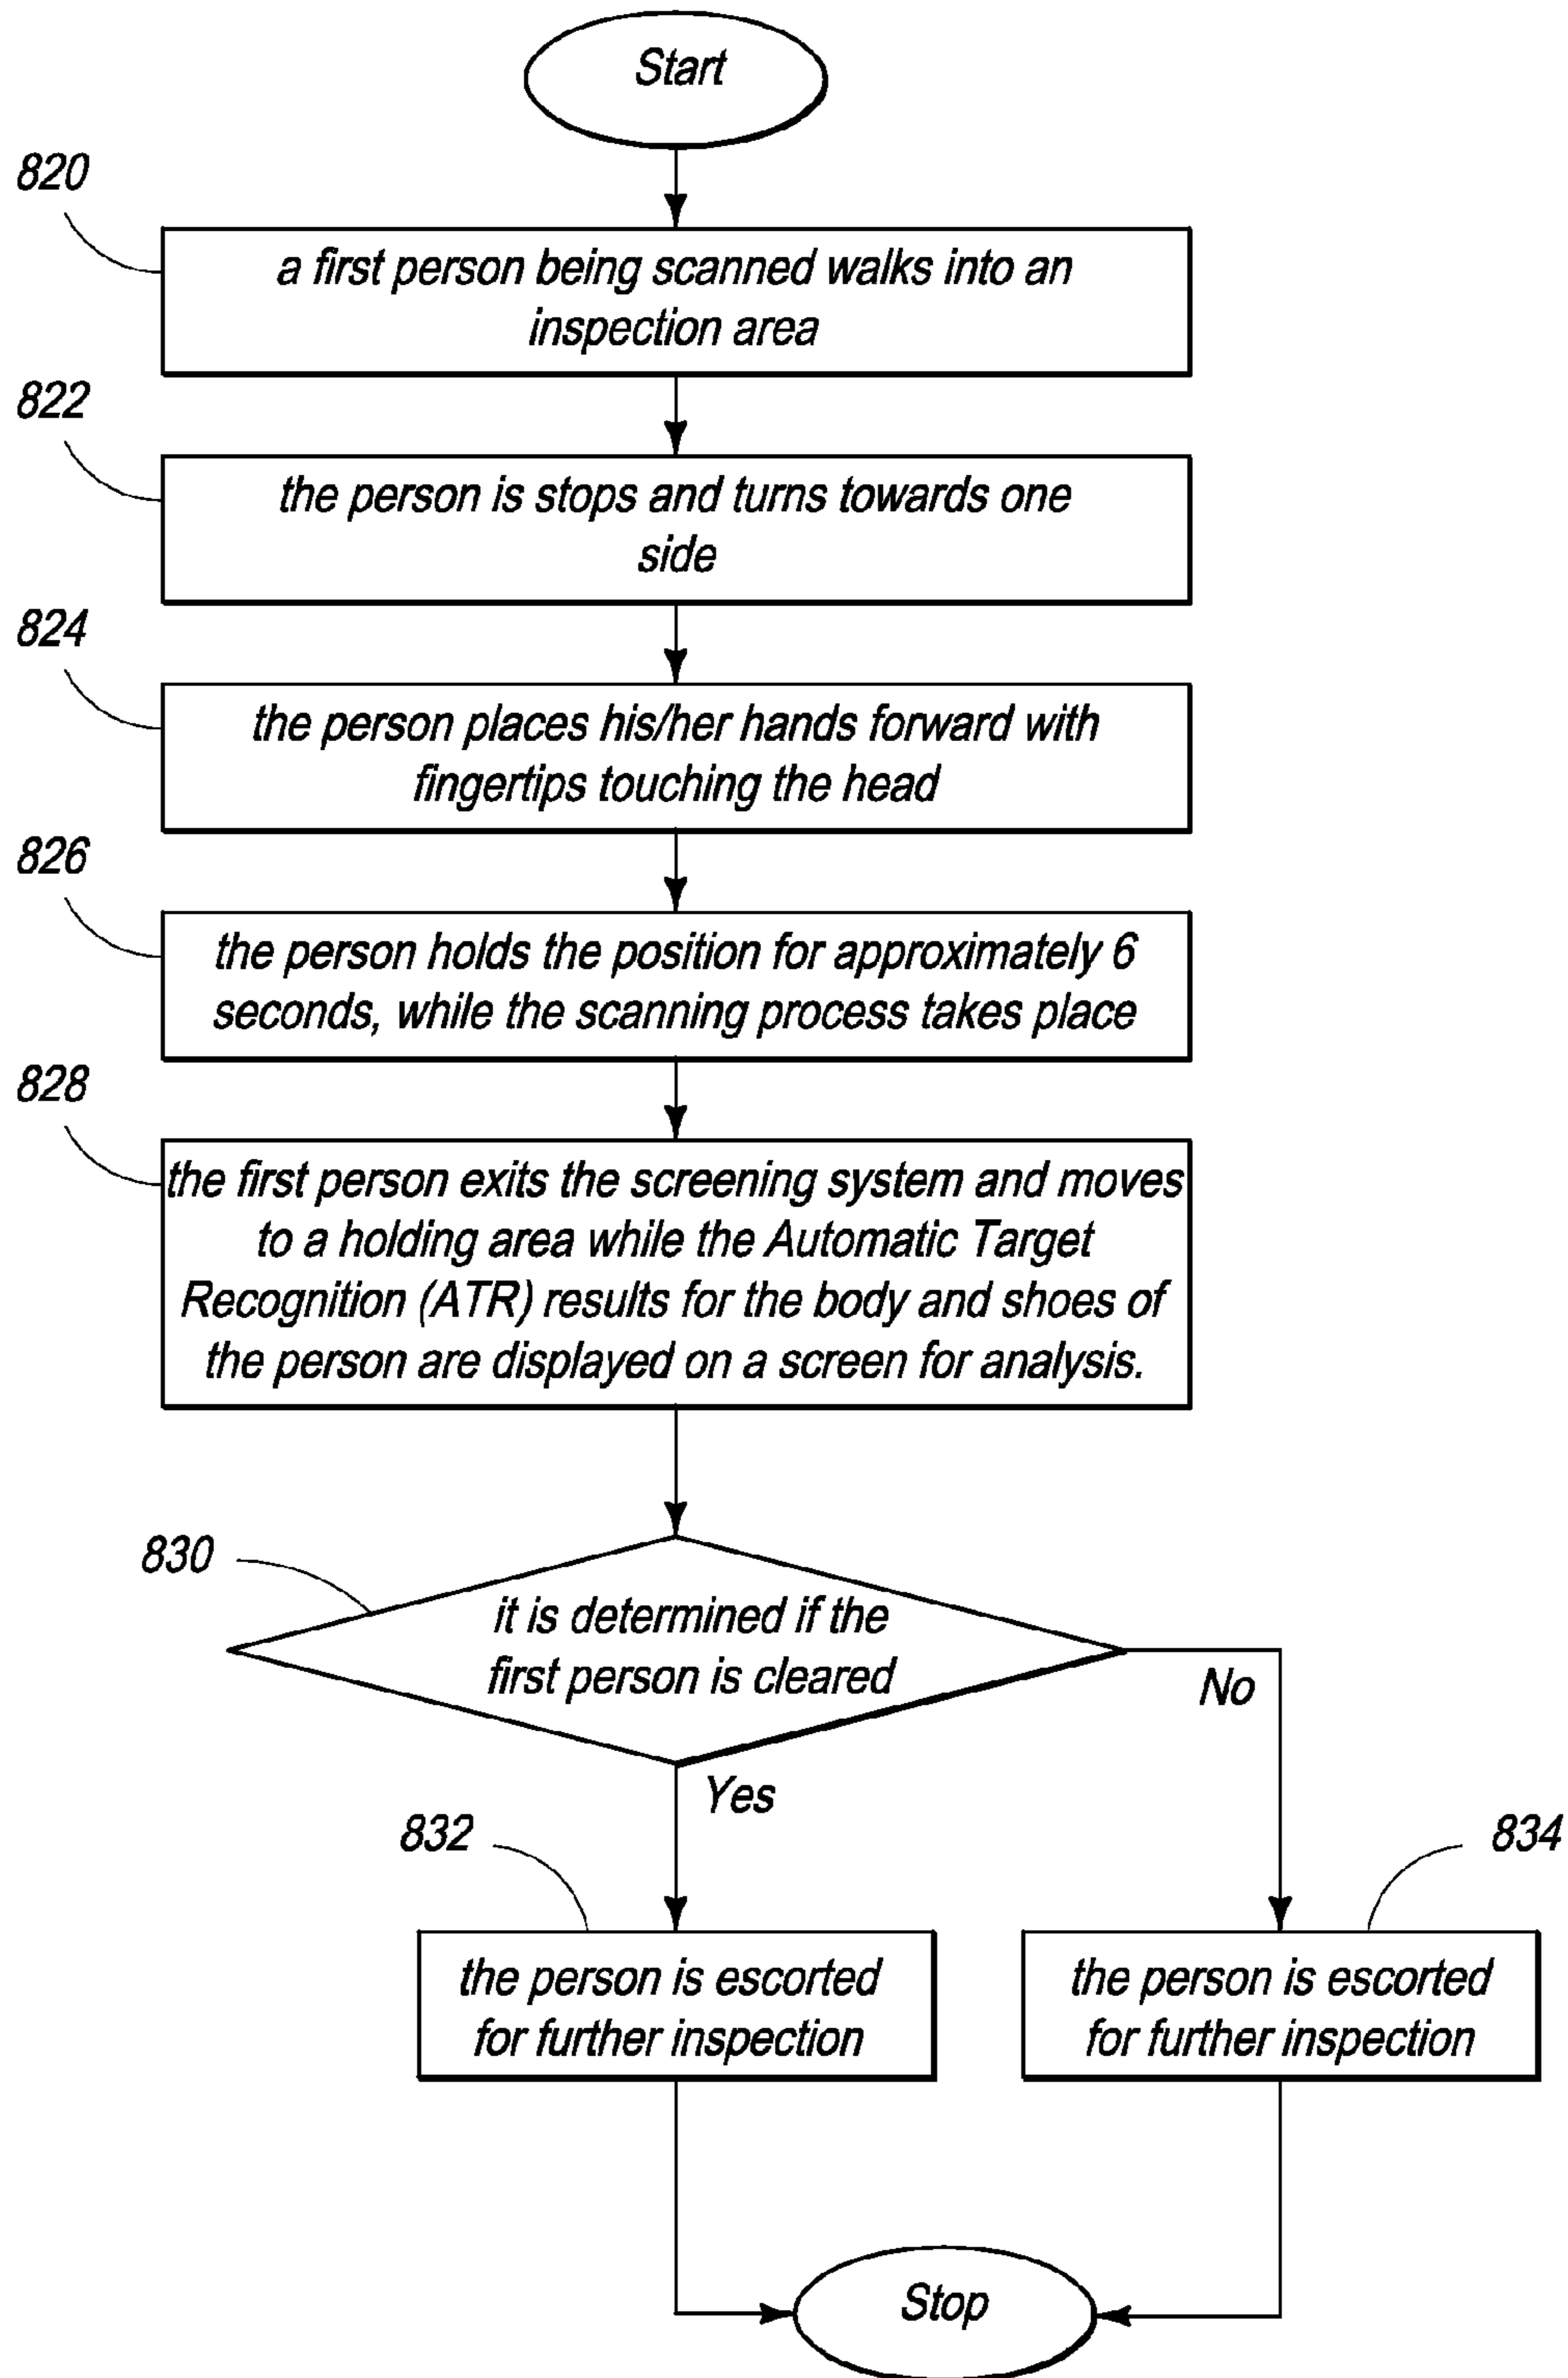 Start
820
a first person being scanned walks into an
inspection area
822
the person is stops and turns towards one
side
824
the person places his/her hands forward with
fingertips touching the head
826
the person holds the position for approximately 6
seconds, while the scanning process takes place
828
the first person exits the screening system and moves
to a holding area while the Automatic Target
Recognition (ATR) results for the body and shoes of
the person are displayed on a screen for analysis.
830
it is determined if the
first person is cleared
No
Yes
832
the person is escorted
for further inspection
834
the person is escorted
for further inspection
Stop